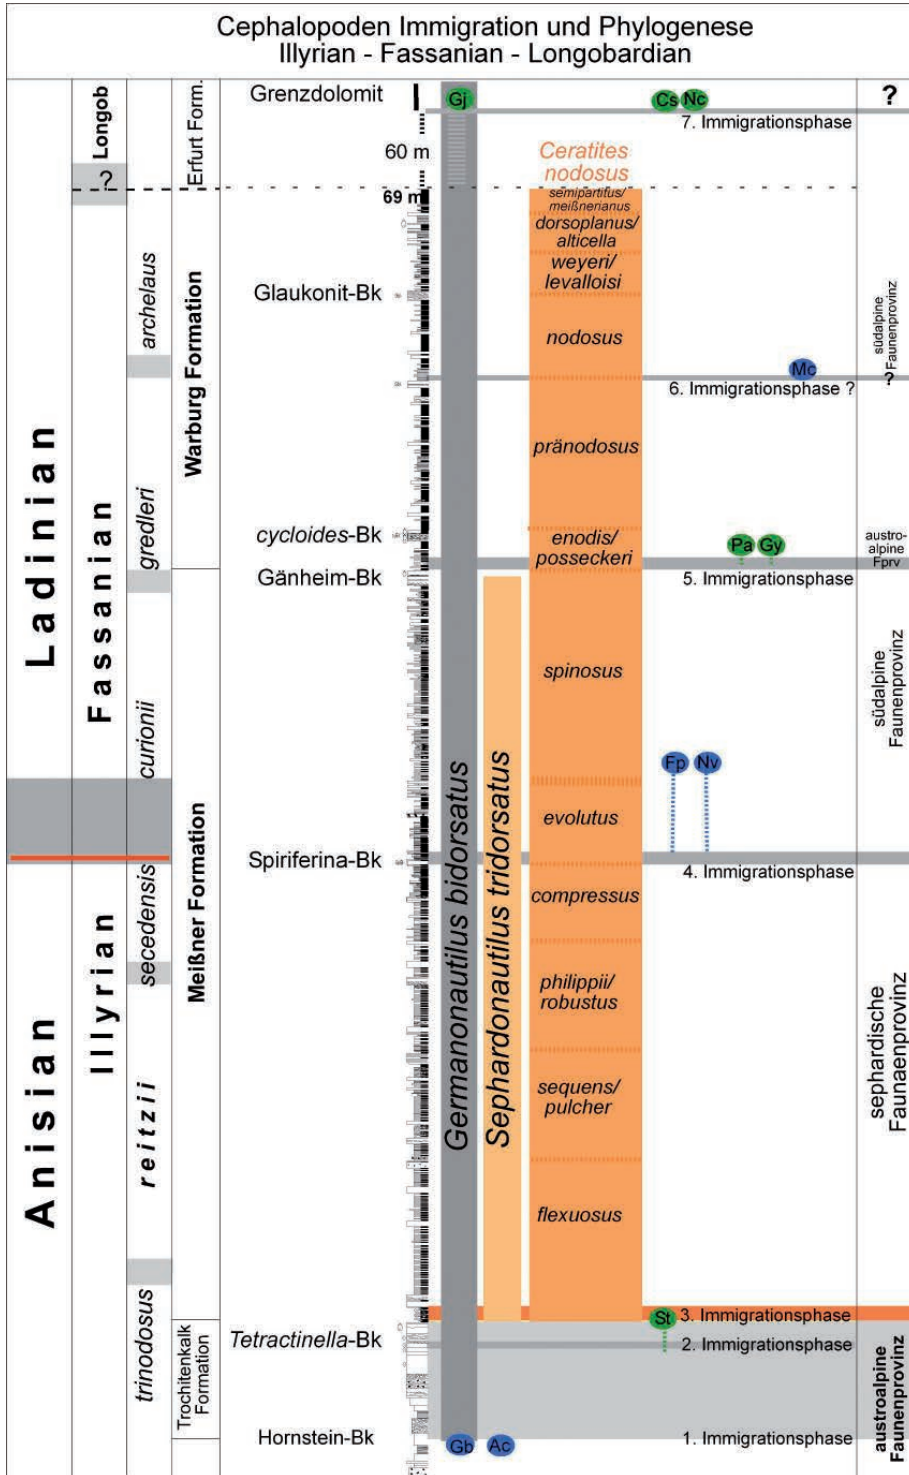 Cephalopoden Immigration und Phylogenese
Illyrian - Fassanian - Longobardian
Ladinian
Anisian
Longob
?
Fassanian
Illyrian
archelaus
gredleri
curionii
secedensis
reitzii
trinodosus
Erfurt Form.
Warburg Formation
Meißner Formation
Trochitenkalk
Formation
Grenzdolomit
60 m
69 m
Glaukonit-Bk
cycloides-Bk
Gänheim-Bk
Spiriferina-Bk
Tetractinella-Bk
Hornstein-Bk
Gj
Germanonautilus bidorsatus
Gb
Sephardonautilus tridorsatus
Ac
Ceratites
nodosus
semipartitus/
meißnerianus
dorsoplanus/
alticella
weyeri/
levalloisi
nodosus
pränodosus
enodis/
posseckeri
spinosus
evolutus
compressus
philippii/
robustus
sequens/
pulcher
flexuosus
Cs Nc
7. Immigrationsphase
Mc
6. Immigrationsphase ?
Pa Gy
5. Immigrationsphase
Fp Nv
4. Immigrationsphase
St
3. Immigrationsphase
2. Immigrationsphase
1. Immigrationsphase
?
südalpine
Faunenprovinz
?
austro-
alpine
Fprv
südalpine
Faunenprovinz
sephardische
Faunaenprovinz
austroalpine
Faunenprovinz